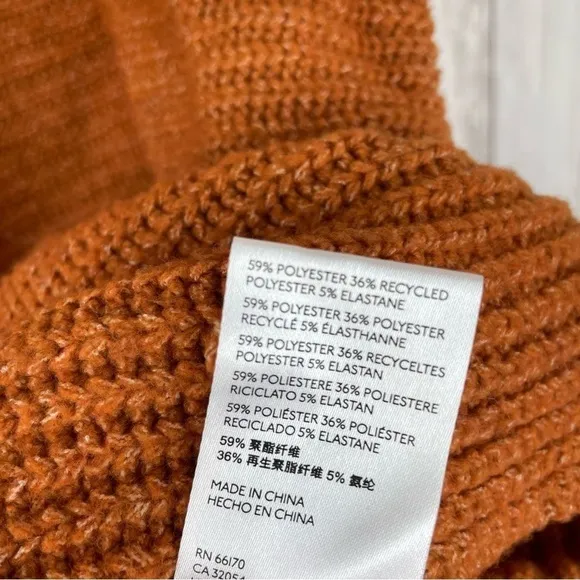 59% POLYESTER 36% RECYCLED
POLYESTER 5% ELASTANE
59% POLYESTER 36% POLYESTER
RECYCLÉ 5% ÉLASTHANNE
59% POLYESTER 36% RECYCELTES
POLYESTER 5% ELASTAN
59% POLIESTERE 36% POLIESTERE
RICICLATO 5% ELASTAN
59% POLIÉSTER 36% POLIÉSTER
RECICLADO 5% ELASTANE
59% 聚酯纤维
36% 再生聚脂纤维 5% 氨纶
MADE IN CHINA
HECHO EN CHINA
RN 66170
CA 32054